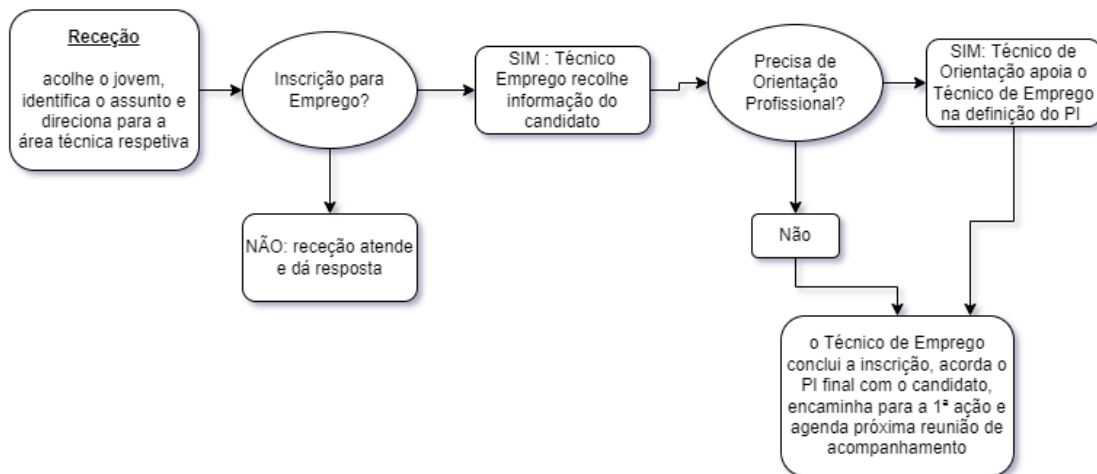 Receção
acolhe o jovem,
identifica o assunto e
direciona para a
área técnica respetiva
Inscrição para
Emprego?
SIM : Técnico
Emprego recolhe
informação do
candidato
Precisa de
Orientação
Profissional?
SIM: Técnico de
Orientação apoia o
Técnico de Emprego
na definição do PI
NÃO: receção atende
e dá resposta
Não
o Técnico de Emprego
conclui a inscrição, acorda o
PI final com o candidato,
encaminha para a 1ª ação e
agenda próxima reunião de
acompanhamento